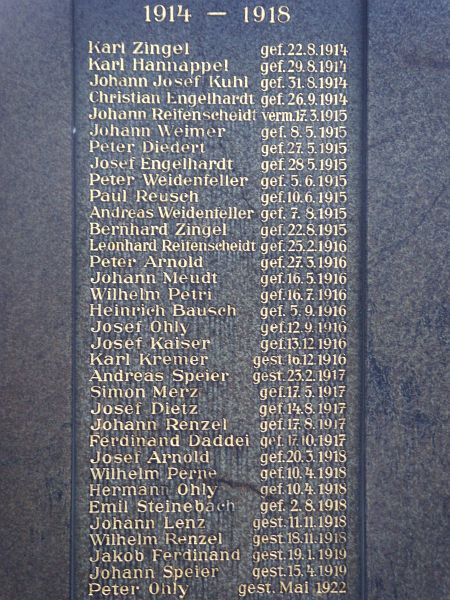 1914 – 1918
Karl Zingel gef. 22.8.1914
Karl Hannappel gef. 29.8.1914
Johann Josef Kuhl gef. 31.8.1914
Christian Engelhardt gef. 26.9.1914
Johann Reifenscheidt verm. 17.3.1915
Johann Weimer gef. 8.5.1915
Peter Diedert gef. 27.5.1915
Josef Engelhardt gef. 28.5.1915
Peter Weidenfeller gef. 5.6.1915
Paul Reusch gef. 10.6.1915
Andreas Weidenfeller gef. 7.8.1915
Bernhard Zingel gef. 22.8.1915
Leonhard Reifenscheidt gef. 25.2.1916
Peter Arnold gef. 27.3.1916
Johann Meudt gef. 16.5.1916
Wilhelm Petri gef. 16.7.1916
Heinrich Bausch gef. 5.9.1916
Josef Ohly gef. 12.9.1916
Josef Kaiser gef. 13.12.1916
Karl Kremer gest. 16.12.1916
Andreas Speier gest. 23.2.1917
Simon Merz gef. 17.5.1917
Josef Dietz gef. 14.8.1917
Johann Renzel gef. 17.8.1917
Ferdinand Daddei gef. 17.10.1917
Josef Arnold gef. 20.3.1918
Wilhelm Perne gef. 10.4.1918
Hermann Ohly gef. 10.4.1918
Emil Steinebach gef. 2.8.1918
Johann Lenz gest. 11.11.1918
Wilhelm Renzel gest. 18.11.1918
Jakob Ferdinand gest. 19.1.1919
Johann Speier gest. 15.4.1919
Peter Ohly gest. Mai 1922